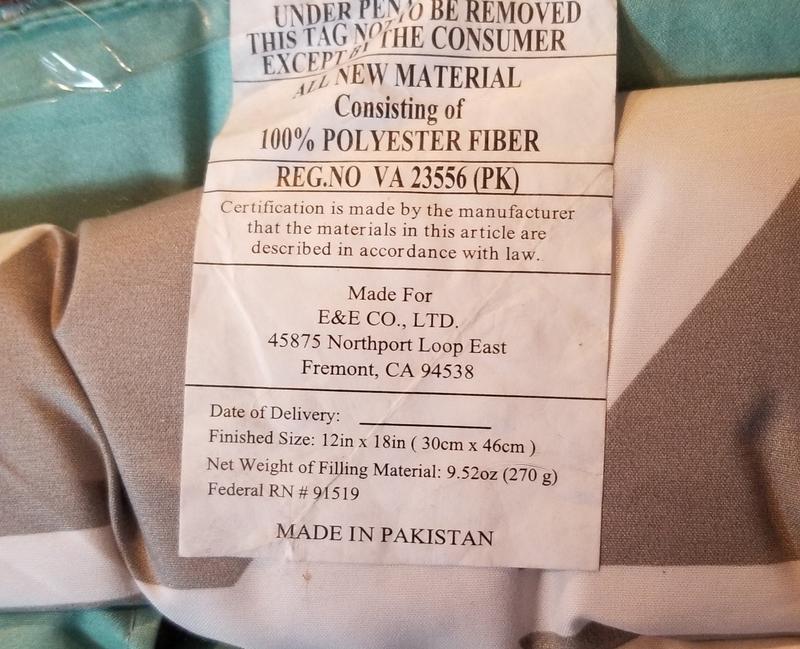 UNDER PENTO BE REMOVED
THIS TAG NOT THE CONSUMER
EXCEPT BY
ALL NEW MATERIAL
Consisting of
100% POLYESTER FIBER
REG.NO VA 23556 (PK)
Certification is made by the manufacturer
that the materials in this article are
described in accordance with law.
Made For
E&E CO., LTD.
45875 Northport Loop East
Fremont, CA 94538
Date of Delivery:
Finished Size: 12in x 18in ( 30cm x 46cm )
Net Weight of Filling Material: 9.52oz (270 g)
Federal RN # 91519
MADE IN PAKISTAN